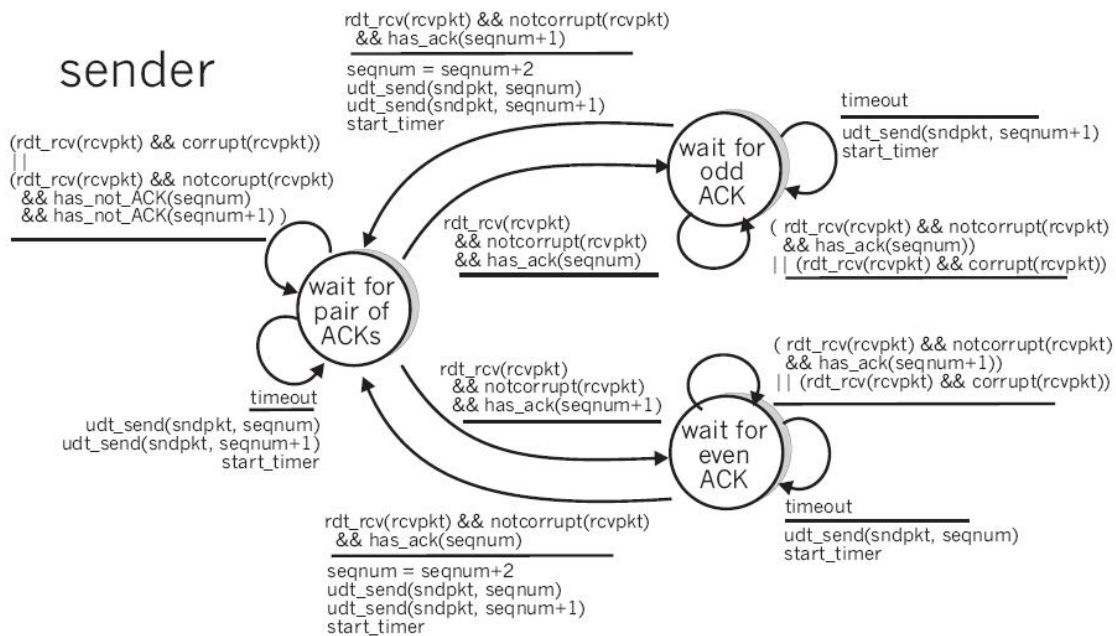 sender
rdt_rcv(rcvpkt) && notcorrupt(rcvpkt)
&& has_ack(seqnum+1)
seqnum = seqnum+2
udt_send(sndpkt, seqnum)
udt_send(sndpkt, seqnum+1)
start_timer
(rdt_rcv(rcvpkt) && corrupt(rcvpkt))
||
(rdt_rcv(rcvpkt) && notcorupt(rcvpkt)
&& has_not_ACK(seqnum)
&& has_not_ACK(seqnum+1) )
wait for
odd
ACK
timeout
udt_send(sndpkt, seqnum+1)
start_timer
rdt_rcv(rcvpkt)
&& notcorrupt(rcvpkt)
&& has_ack(seqnum)
( rdt_rcv(rcvpkt) && notcorrupt(rcvpkt)
&& has_ack(seqnum))
|| (rdt_rcv(rcvpkt) && corrupt(rcvpkt))
wait for
pair of
ACKs
timeout
udt_send(sndpkt, seqnum)
udt_send(sndpkt, seqnum+1)
start_timer
rdt_rcv(rcvpkt)
&& notcorrupt(rcvpkt)
&& has_ack(seqnum+1)
( rdt_rcv(rcvpkt) && notcorrupt(rcvpkt)
&& has_ack(seqnum+1))
|| (rdt_rcv(rcvpkt) && corrupt(rcvpkt))
wait for
even
ACK
timeout
udt_send(sndpkt, seqnum)
start_timer
rdt_rcv(rcvpkt) && notcorrupt(rcvpkt)
&& has_ack(seqnum)
seqnum = seqnum+2
udt_send(sndpkt, seqnum)
udt_send(sndpkt, seqnum+1)
start_timer